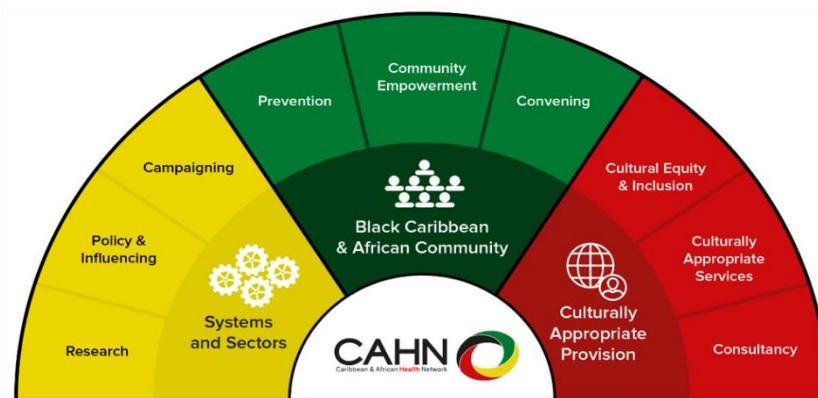 Research
Policy &
Influencing
Campaigning
Systems
and Sectors
Prevention
Community
Empowerment
Convening
Black Caribbean
& African Community
Cultural Equity
& Inclusion
Culturally
Appropriate
Services
Consultancy
Culturally
Appropriate
Provision
CAHN
Caribbean & African Health Network